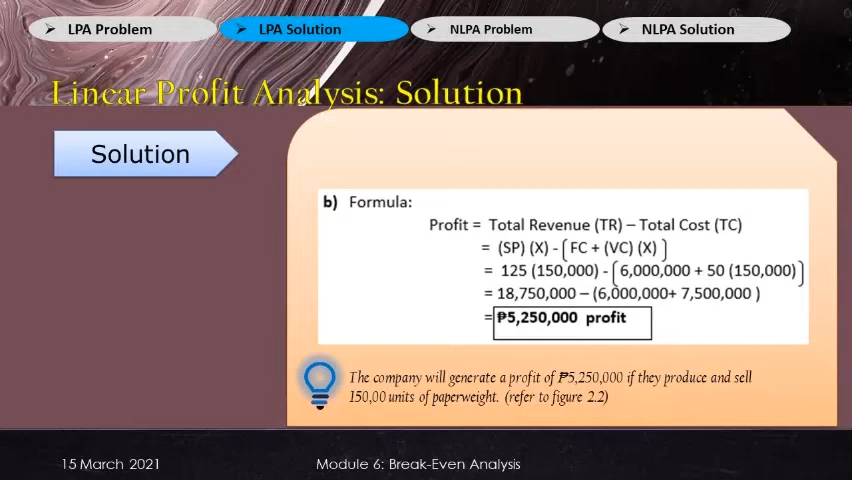 ➢ LPA Problem
➢ LPA Solution
➢ NLPA Problem
➢ NLPA Solution
Linear Profit Analysis: Solution
Solution
b) Formula:
Profit = Total Revenue (TR) – Total Cost (TC)
= (SP) (X) - [FC + (VC) (X)]
= 125 (150,000) - [6,000,000 + 50 (150,000)]
= 18,750,000 – (6,000,000+ 7,500,000 )
= ₱5,250,000 profit
The company will generate a profit of ₱5,250,000 if they produce and sell
150,00 units of paperweight. (refer to figure 2.2)
15 March 2021
Module 6: Break-Even Analysis